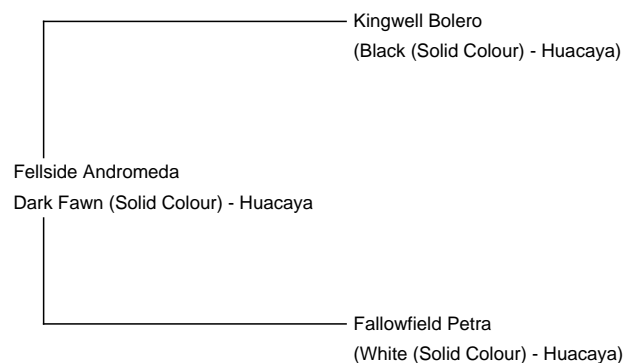 Kingwell Bolero
(Black (Solid Colour) - Huacaya)
Fellside Andromeda
Dark Fawn (Solid Colour) - Huacaya
Fallowfield Petra
(White (Solid Colour) - Huacaya)